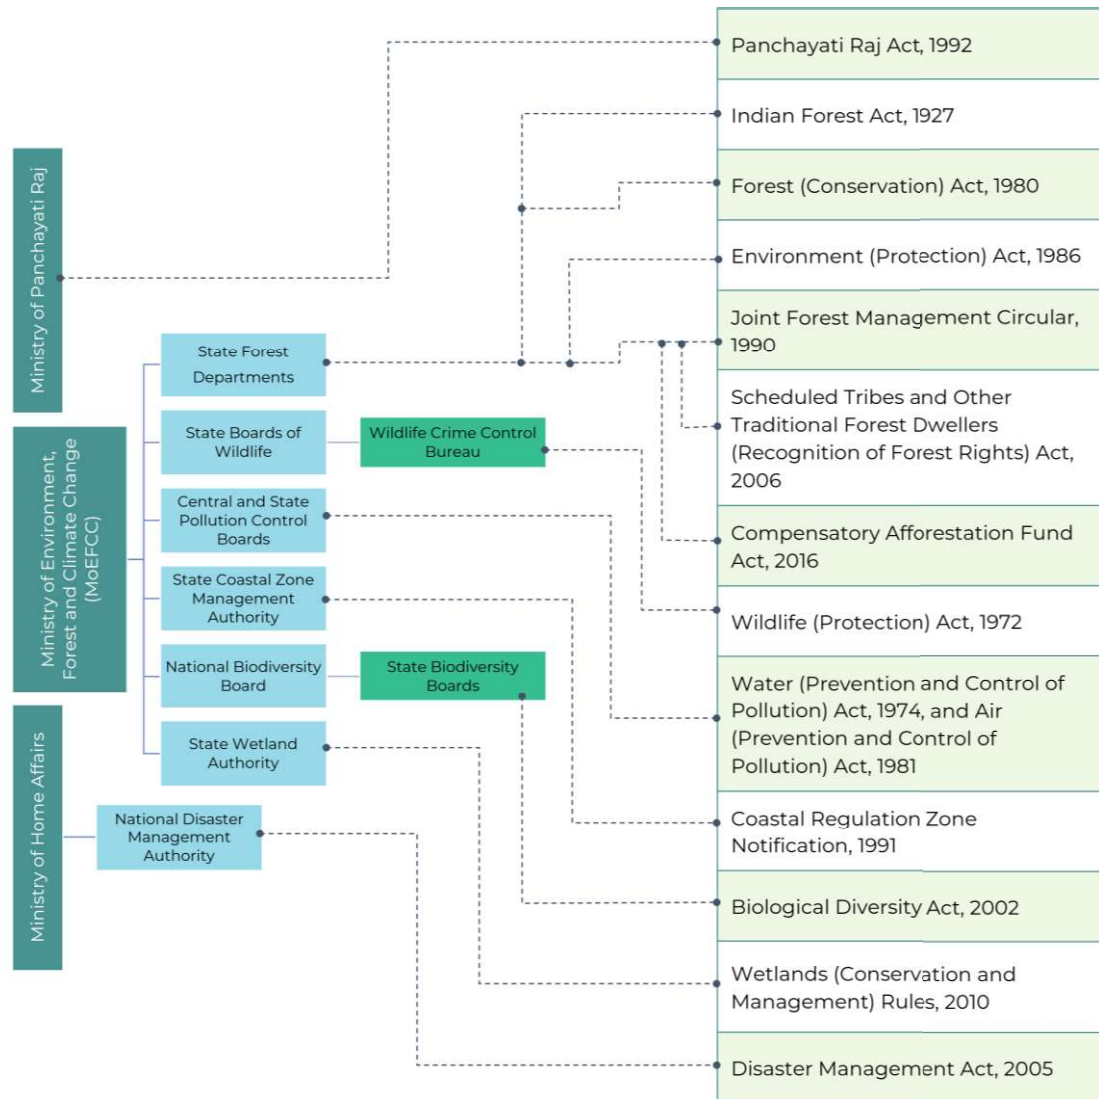 Ministry of Panchayati Raj
Ministry of Environment,
Forest and Climate Change
(MoEFCC)
Ministry of Home Affairs
State Forest
Departments
State Boards of
Wildlife
Wildlife Crime Control
Bureau
Central and State
Pollution Control
Boards
State Coastal Zone
Management
Authority
National Biodiversity
Board
State Biodiversity
Boards
State Wetland
Authority
National Disaster
Management
Authority
Panchayati Raj Act, 1992
Indian Forest Act, 1927
Forest (Conservation) Act, 1980
Environment (Protection) Act, 1986
Joint Forest Management Circular,
1990
Scheduled Tribes and Other
Traditional Forest Dwellers
(Recognition of Forest Rights) Act,
2006
Compensatory Afforestation Fund
Act, 2016
Wildlife (Protection) Act, 1972
Water (Prevention and Control of
Pollution) Act, 1974, and Air
(Prevention and Control of
Pollution) Act, 1981
Coastal Regulation Zone
Notification, 1991
Biological Diversity Act, 2002
Wetlands (Conservation and
Management) Rules, 2010
Disaster Management Act, 2005